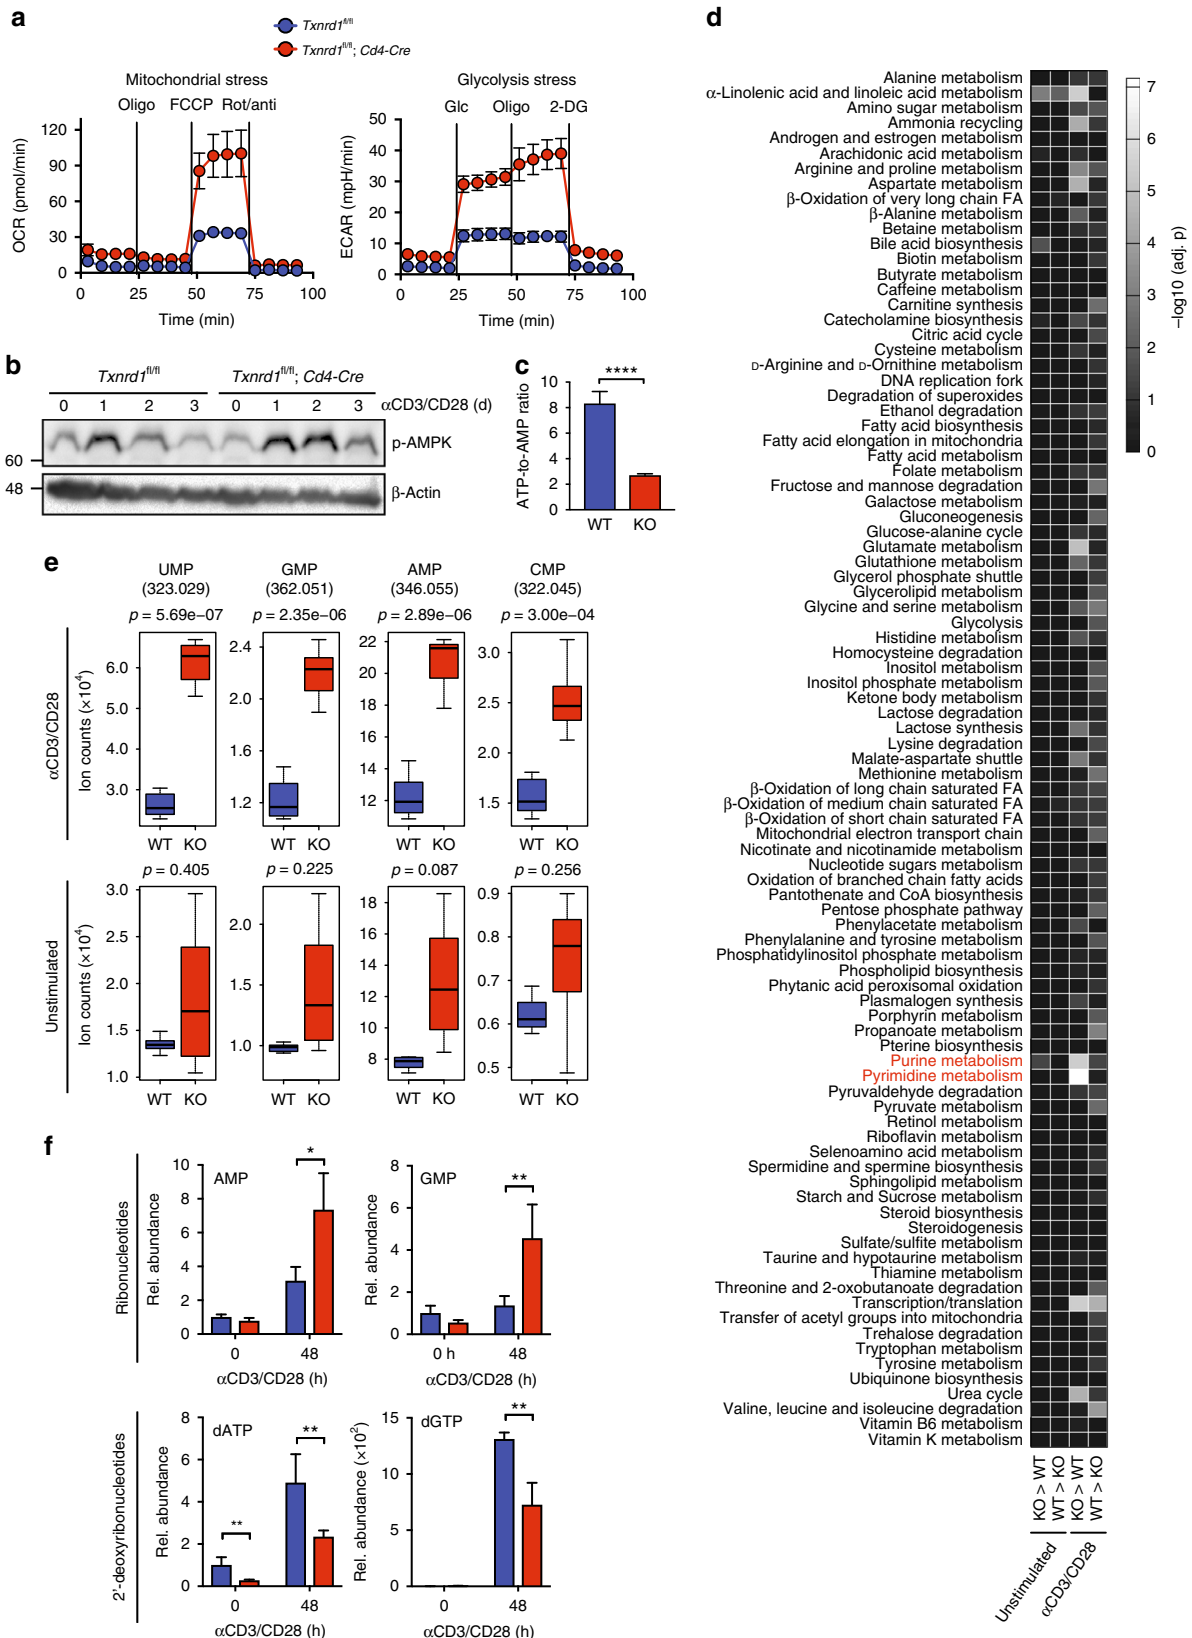 a
Txnrd1fl/fl
Txnrd1fl/fl; Cd4-Cre
Mitochondrial stress
Oligo FCCP Rot/anti
OCR (pmol/min)
120
90
60
30
0
0 25 50 75 100
Time (min)
Glycolysis stress
Glc Oligo 2-DG
ECAR (mpH/min)
50
40
30
20
10
0
0 25 50 75 100
Time (min)
b
Txnrd1fl/fl Txnrd1fl/fl; Cd4-Cre
0 1 2 3 0 1 2 3 αCD3/CD28 (d)
p-AMPK
60
48
β-Actin
c
****
ATP-to-AMP ratio
10
8
6
4
2
0
WT KO
d
Alanine metabolism
α-Linolenic acid and linoleic acid metabolism
Amino sugar metabolism
Ammonia recycling
Androgen and estrogen metabolism
Arachidonic acid metabolism
Arginine and proline metabolism
Aspartate metabolism
β-Oxidation of very long chain FA
β-Alanine metabolism
Betaine metabolism
Bile acid biosynthesis
Biotin metabolism
Butyrate metabolism
Caffeine metabolism
Carnitine synthesis
Catecholamine biosynthesis
Citric acid cycle
Cysteine metabolism
D-Arginine and D-Ornithine metabolism
DNA replication fork
Degradation of superoxides
Ethanol degradation
Fatty acid biosynthesis
Fatty acid elongation in mitochondria
Fatty acid metabolism
Folate metabolism
Fructose and mannose degradation
Galactose metabolism
Gluconeogenesis
Glucose-alanine cycle
Glutamate metabolism
Glutathione metabolism
Glycerol phosphate shuttle
Glycerolipid metabolism
Glycine and serine metabolism
Glycolysis
Histidine metabolism
Homocysteine degradation
Inositol metabolism
Inositol phosphate metabolism
Ketone body metabolism
Lactose degradation
Lactose synthesis
Lysine degradation
Malate-aspartate shuttle
Methionine metabolism
β-Oxidation of long chain saturated FA
β-Oxidation of medium chain saturated FA
β-Oxidation of short chain saturated FA
Mitochondrial electron transport chain
Nicotinate and nicotinamide metabolism
Nucleotide sugars metabolism
Oxidation of branched chain fatty acids
Pantothenate and CoA biosynthesis
Pentose phosphate pathway
Phenylacetate metabolism
Phenylalanine and tyrosine metabolism
Phosphatidylinositol phosphate metabolism
Phospholipid biosynthesis
Phytanic acid peroxisomal oxidation
Plasmalogen synthesis
Porphyrin metabolism
Propanoate metabolism
Pterine biosynthesis
Purine metabolism
Pyrimidine metabolism
Pyruvaldehyde degradation
Pyruvate metabolism
Retinol metabolism
Riboflavin metabolism
Selenoamino acid metabolism
Spermidine and spermine biosynthesis
Sphingolipid metabolism
Starch and Sucrose metabolism
Steroid biosynthesis
Steroidogenesis
Sulfate/sulfite metabolism
Taurine and hypotaurine metabolism
Thiamine metabolism
Threonine and 2-oxobutanoate degradation
Transcription/translation
Transfer of acetyl groups into mitochondria
Trehalose degradation
Tryptophan metabolism
Tyrosine metabolism
Ubiquinone biosynthesis
Urea cycle
Valine, leucine and isoleucine degradation
Vitamin B6 metabolism
Vitamin K metabolism
KO > WT
WT > KO
KO > WT
WT > KO
Unstimulated
αCD3/CD28
7
6
5
4
3
2
1
0
−log10 (adj. p)
e
UMP GMP AMP CMP
(323.029) (362.051) (346.055) (322.045)
p = 5.69e−07 p = 2.35e−06 p = 2.89e−06 p = 3.00e−04
αCD3/CD28
Ion counts (×10⁴)
6.0
5.0
4.0
3.0
2.4
2.0
1.6
1.2
22
20
18
16
14
12
3.0
2.5
2.0
1.5
WT KO WT KO WT KO WT KO
p = 0.405 p = 0.225 p = 0.087 p = 0.256
Unstimulated
Ion counts (×10⁴)
3.0
2.5
2.0
1.5
1.0
2.0
1.5
1.0
18
16
14
12
10
8
0.9
0.8
0.7
0.6
0.5
WT KO WT KO WT KO WT KO
f
Ribonucleotides
Rel. abundance
AMP
*
10
8
6
4
2
0
0 48
αCD3/CD28 (h)
Rel. abundance
GMP
**
8
6
4
2
0
0 h 48
αCD3/CD28 (h)
2'-deoxyribonucleotides
Rel. abundance
dATP
**
**
8
6
4
2
0
0 48
αCD3/CD28 (h)
Rel. abundance (×10²)
dGTP
**
15
10
5
0
0 48
αCD3/CD28 (h)